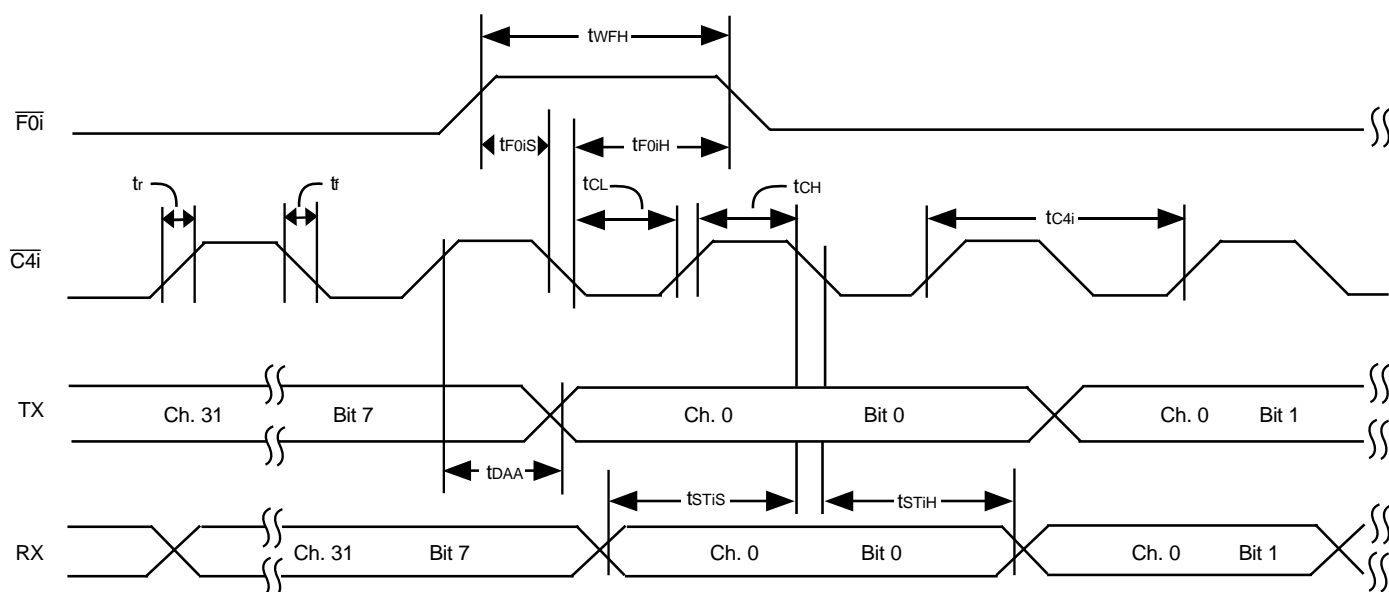 tWFH
F0i
tF0iS
tF0iH
tr
tf
tCL
tCH
tC4i
C4i
TX
Ch. 31 Bit 7
Ch. 0 Bit 0
Ch. 0 Bit 1
tDAA
tSTiS
tSTiH
RX
Ch. 31 Bit 7
Ch. 0 Bit 0
Ch. 0 Bit 1